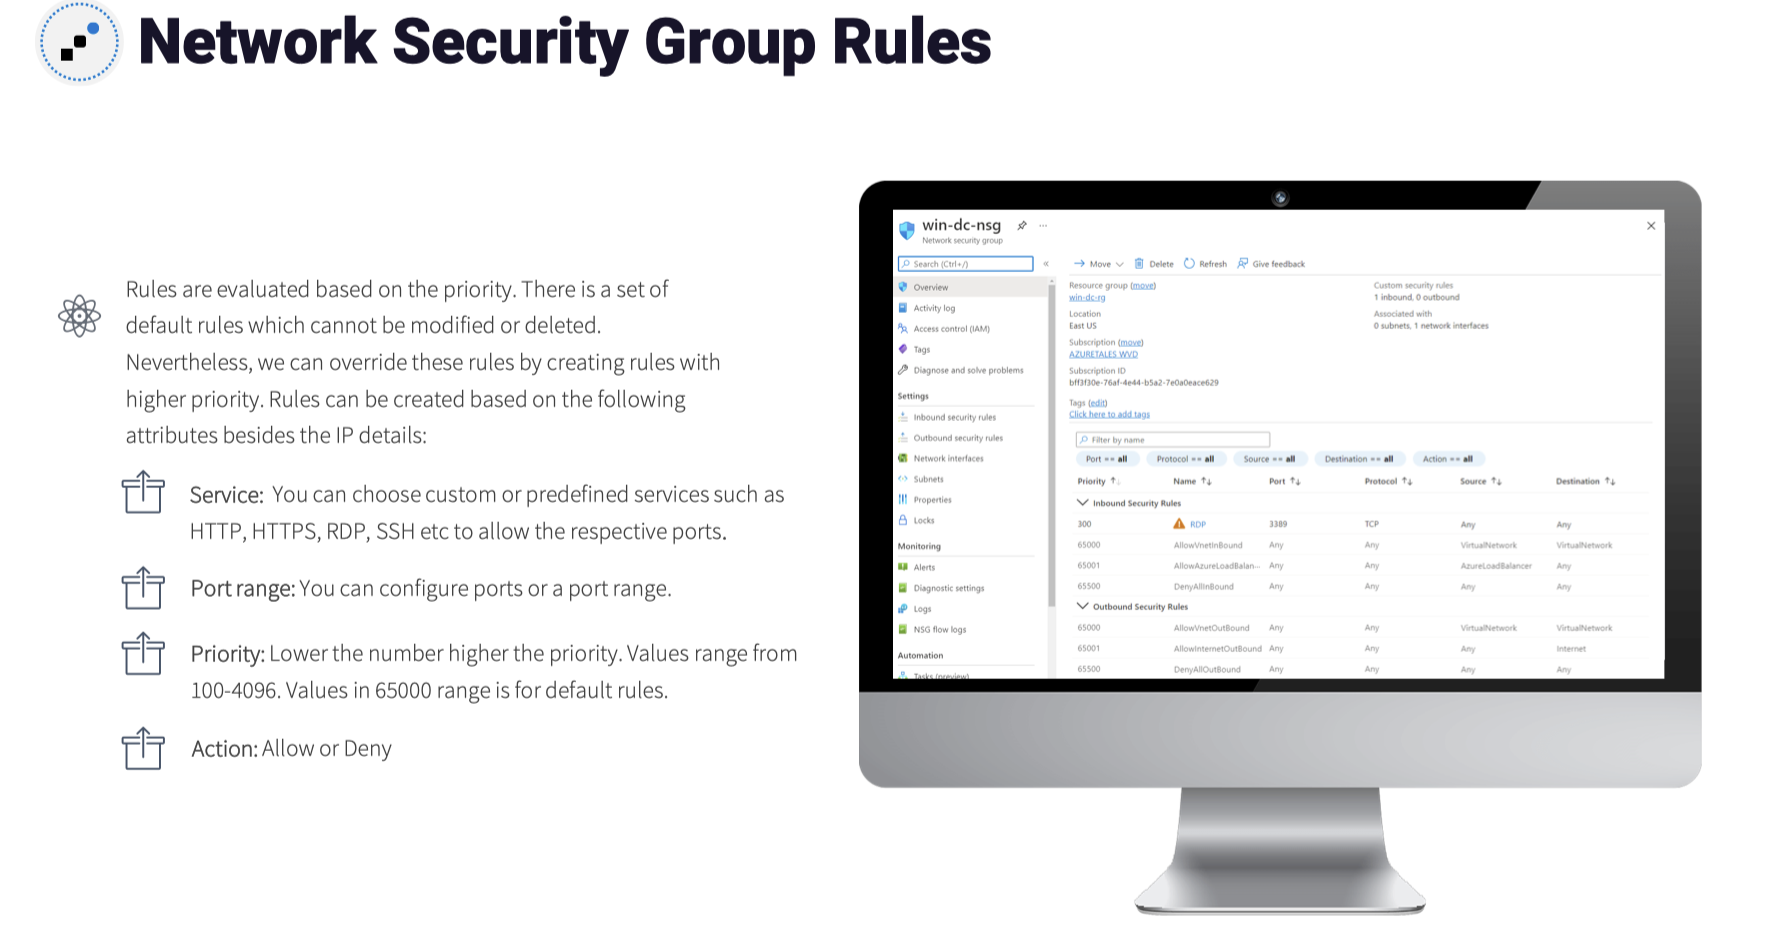 Network Security Group Rules
Rules are evaluated based on the priority. There is a set of
default rules which cannot be modified or deleted.
Nevertheless, we can override these rules by creating rules with
higher priority. Rules can be created based on the following
attributes besides the IP details:
Service: You can choose custom or predefined services such as
HTTP, HTTPS, RDP, SSH etc to allow the respective ports.
Port range: You can configure ports or a port range.
Priority: Lower the number higher the priority. Values range from
100-4096. Values in 65000 range is for default rules.
Action: Allow or Deny
win-dc-nsg
Network security group
Search (Ctrl+/)
Overview
Activity log
Access control (IAM)
Tags
Diagnose and solve problems
Settings
Inbound security rules
Outbound security rules
Network interfaces
Subnets
Properties
Locks
Monitoring
Alerts
Diagnostic settings
Logs
NSG flow logs
Automation
Tasks (preview)
Move Delete Refresh Give feedback
Resource group (move)
win-dc-rg
Location
East US
Subscription (move)
AZURETALES WVD
Subscription ID
bff3f30e-76af-4e44-b5a2-7e0a0eace629
Tags (edit)
Click here to add tags
Custom security rules
1 inbound, 0 outbound
Associated with
0 subnets, 1 network interfaces
Filter by name
Port == all Protocol == all Source == all Destination == all Action == all
Priority Name Port Protocol Source Destination
Inbound Security Rules
300 RDP 3389 TCP Any Any
65000 AllowVnetInBound Any Any VirtualNetwork VirtualNetwork
65001 AllowAzureLoadBalan... Any Any AzureLoadBalancer Any
65500 DenyAllInBound Any Any Any Any
Outbound Security Rules
65000 AllowVnetOutBound Any Any VirtualNetwork VirtualNetwork
65001 AllowInternetOutBound Any Any Any Internet
65500 DenyAllOutBound Any Any Any Any